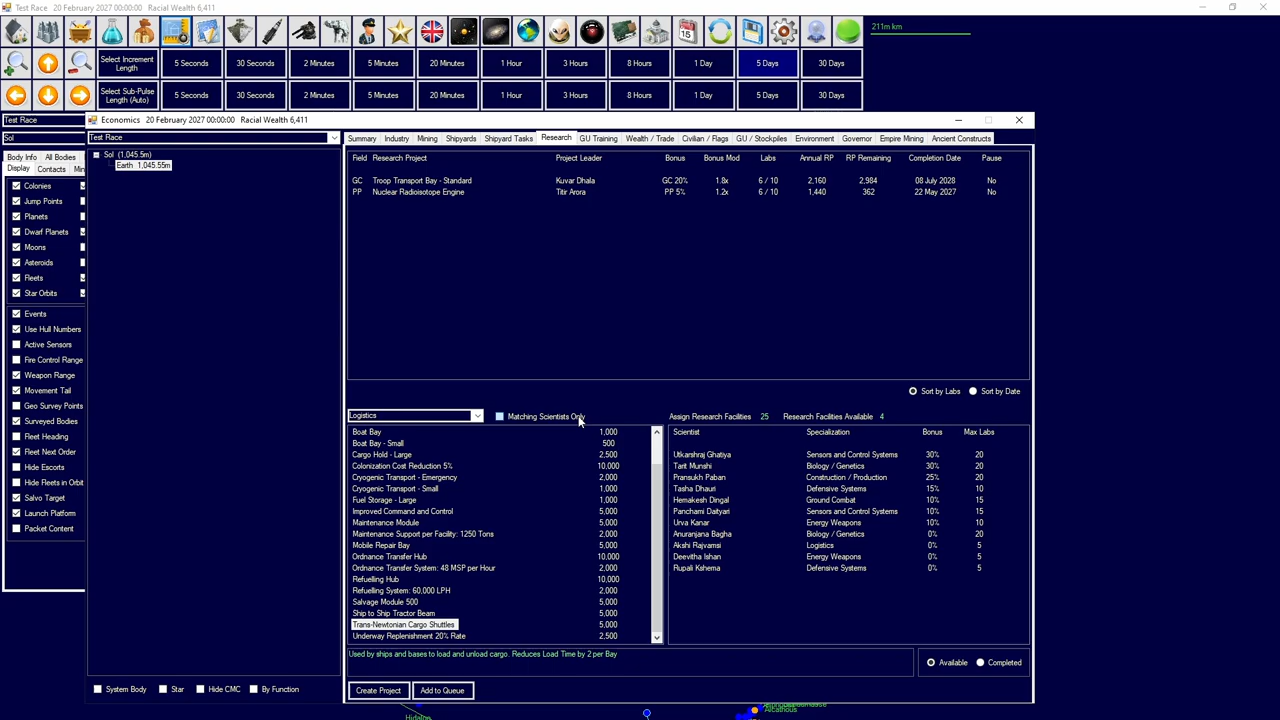 Test Race 20 February 2027 00:00:00 Racial Wealth 6,411
211m km
Select Increment Length 5 Seconds 30 Seconds 2 Minutes 5 Minutes 20 Minutes 1 Hour 3 Hours 8 Hours 1 Day 5 Days 30 Days
Select Sub-Pulse Length (Auto) 5 Seconds 30 Seconds 2 Minutes 5 Minutes 20 Minutes 1 Hour 3 Hours 8 Hours 1 Day 5 Days 30 Days
Test Race
Sol
Body Info All Bodies
Display Contacts
Colonies
Jump Points
Planets
Dwarf Planets
Moons
Asteroids
Fleets
Star Orbits
Events
Use Hull Numbers
Active Sensors
Fire Control Range
Weapon Range
Movement Tail
Geo Survey Points
Surveyed Bodies
Fleet Heading
Fleet Next Order
Hide Escorts
Hide Fleets in Orbit
Salvo Target
Launch Platform
Packet Content
Economics 20 February 2027 00:00:00 Racial Wealth 6,411
Test Race
Sol (1,045.5m)
Earth 1,045.55m
System Body Star Hide CMC By Function
Summary Industry Mining Shipyards Shipyard Tasks Research GU Training Wealth / Trade Civilian / Flags GU / Stockpiles Environment Governor Empire Mining Ancient Constructs
Field Research Project Project Leader Bonus Bonus Mod Labs Annual RP RP Remaining Completion Date Pause
GC Troop Transport Bay - Standard Kuvar Dhala GC 20% 1.8x 6 / 10 2,160 2,984 08 July 2028 No
PP Nuclear Radioisotope Engine Titir Arora PP 5% 1.2x 6 / 10 1,440 362 22 May 2027 No
Sort by Labs Sort by Date
Logistics Matching Scientists Only Assign Research Facilities 25 Research Facilities Available 4
Boat Bay 1,000
Boat Bay - Small 500
Cargo Hold - Large 2,500
Colonization Cost Reduction 5% 10,000
Cryogenic Transport - Emergency 2,000
Cryogenic Transport - Small 1,000
Fuel Storage - Large 1,000
Improved Command and Control 5,000
Maintenance Module 5,000
Maintenance Support per Facility: 1250 Tons 2,000
Mobile Repair Bay 5,000
Ordnance Transfer Hub 10,000
Ordnance Transfer System: 48 MSP per Hour 2,000
Refuelling Hub 10,000
Refuelling System: 60,000 LPH 2,000
Salvage Module 500 5,000
Ship to Ship Tractor Beam 5,000
Trans-Newtonian Cargo Shuttles 5,000
Underway Replenishment 20% Rate 2,500
Scientist Specialization Bonus Max Labs
Utkarshraj Ghatiya Sensors and Control Systems 30% 20
Tarit Munshi Biology / Genetics 30% 20
Pransukh Paban Construction / Production 25% 20
Tasha Dhauri Defensive Systems 15% 10
Hemakesh Dingal Ground Combat 10% 15
Panchami Daityari Sensors and Control Systems 10% 15
Urva Kanar Energy Weapons 10% 10
Anuranjana Bagha Biology / Genetics 0% 20
Akshi Rajvamsi Logistics 0% 5
Deevitha Ishan Energy Weapons 0% 5
Rupali Kshema Defensive Systems 0% 5
Used by ships and bases to load and unload cargo. Reduces Load Time by 2 per Bay
Available Completed
Create Project Add to Queue